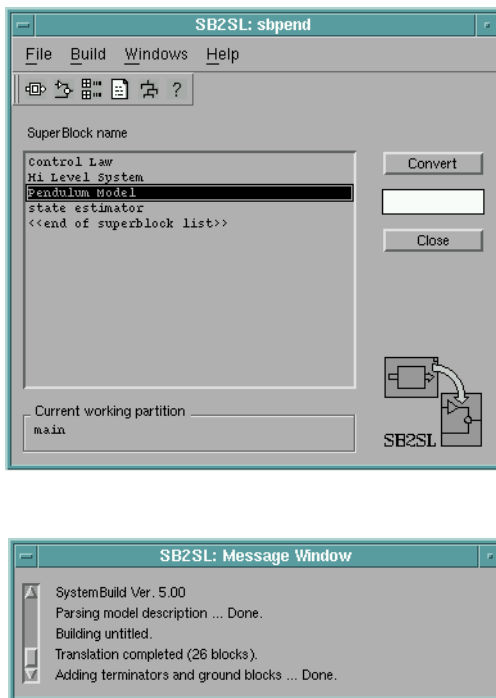 SB2SL: sbpend
File Build Windows Help
?
SuperBlock name
Control Law
Hi Level System
Pendulum Model
state estimator
<<end of superblock list>>
Convert
Close
Current working partition
main
SB2SL
SB2SL: Message Window
SystemBuild Ver. 5.00
Parsing model description ... Done.
Building untitled.
Translation completed (26 blocks).
Adding terminators and ground blocks ... Done.